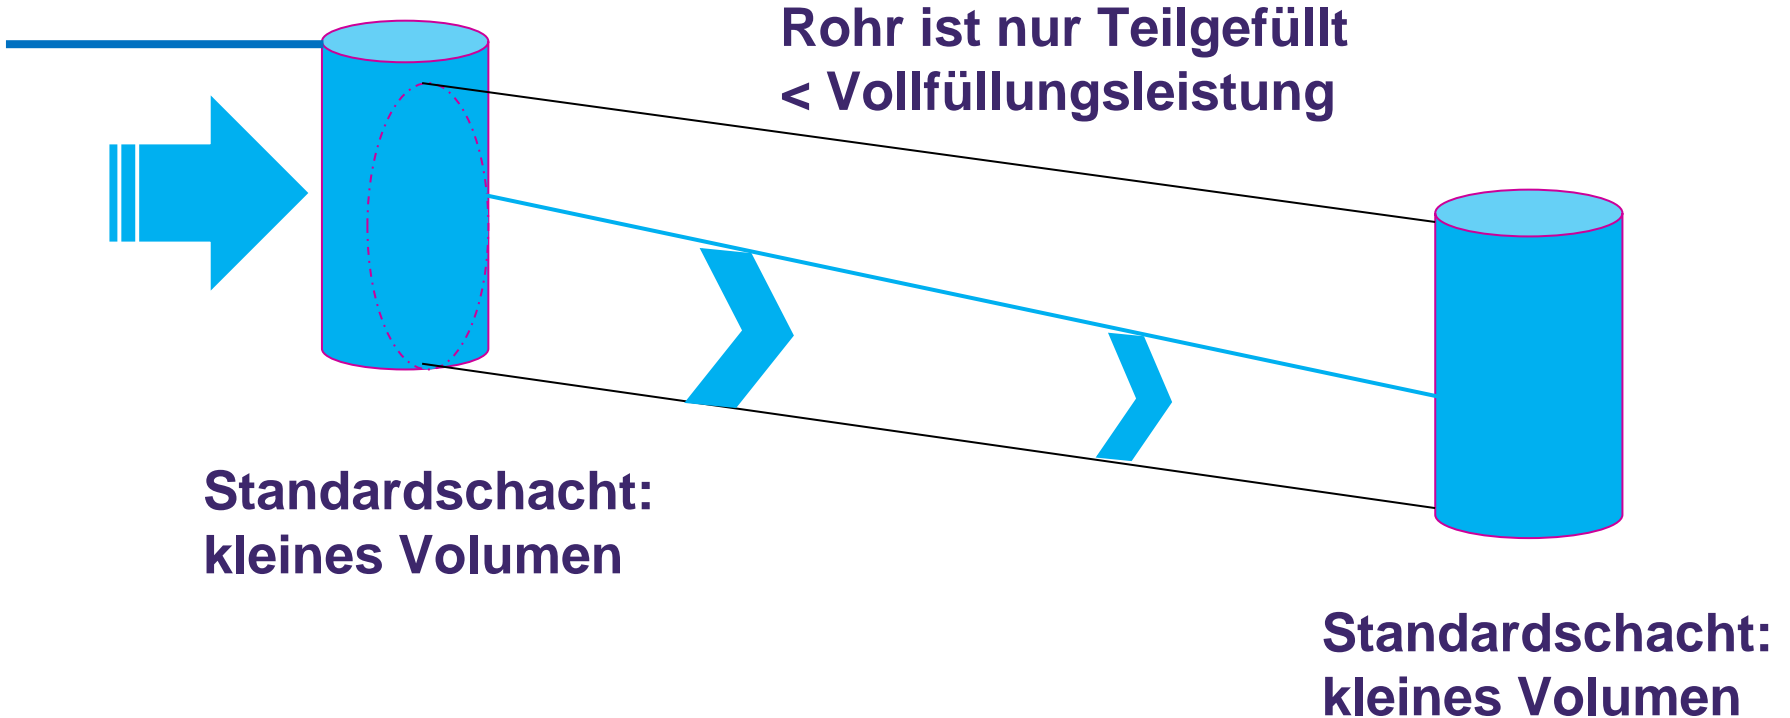 Rohr ist nur Teilgefüllt
< Vollfüllungsleistung
Standardschacht:
kleines Volumen
Standardschacht:
kleines Volumen